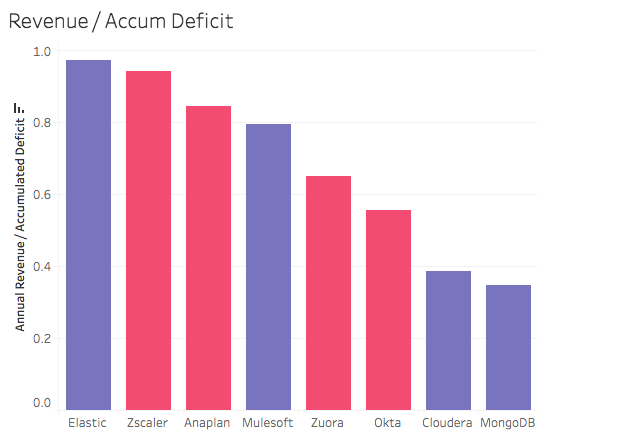 Revenue / Accum Deficit
Annual Revenue / Accumulated Deficit
1.0
0.8
0.6
0.4
0.2
0.0
Elastic Zscaler Anaplan Mulesoft Zuora Okta Cloudera MongoDB